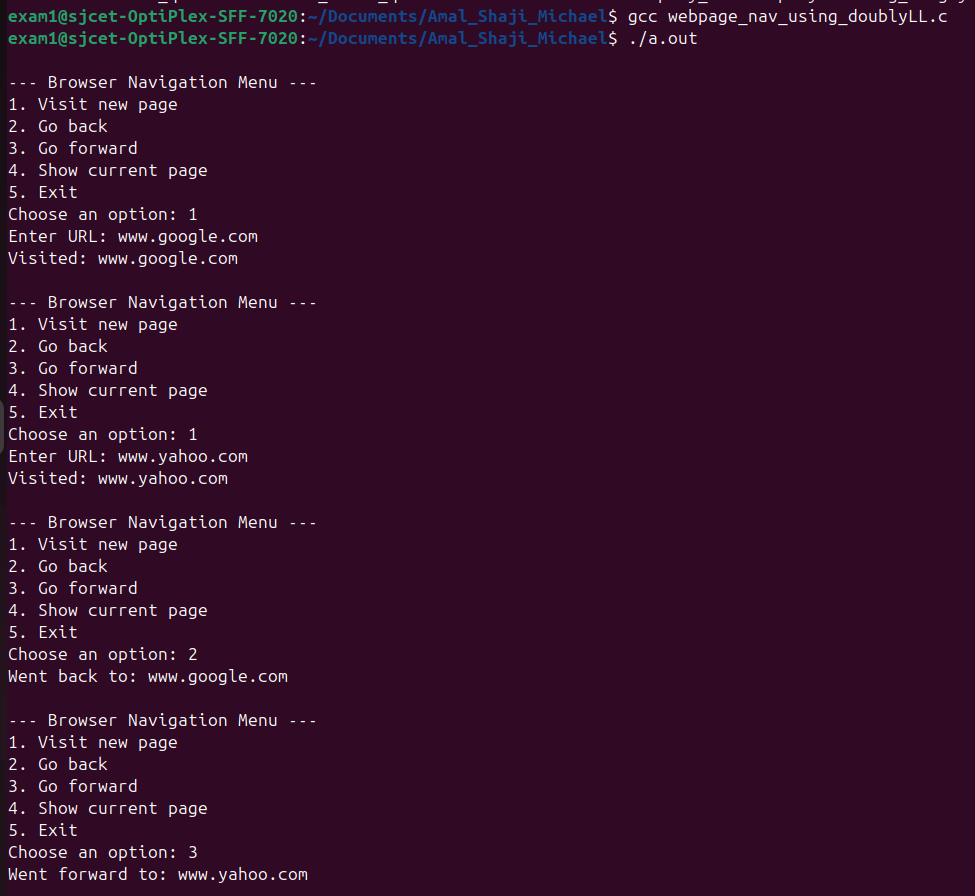 exam1@sjcet-OptiPlex-SFF-7020:~/Documents/Amal_Shaji_Michael$ gcc webpage_nav_using_doublyLL.c
exam1@sjcet-OptiPlex-SFF-7020:~/Documents/Amal_Shaji_Michael$ ./a.out
--- Browser Navigation Menu ---
1. Visit new page
2. Go back
3. Go forward
4. Show current page
5. Exit
Choose an option: 1
Enter URL: www.google.com
Visited: www.google.com
--- Browser Navigation Menu ---
1. Visit new page
2. Go back
3. Go forward
4. Show current page
5. Exit
Choose an option: 1
Enter URL: www.yahoo.com
Visited: www.yahoo.com
--- Browser Navigation Menu ---
1. Visit new page
2. Go back
3. Go forward
4. Show current page
5. Exit
Choose an option: 2
Went back to: www.google.com
--- Browser Navigation Menu ---
1. Visit new page
2. Go back
3. Go forward
4. Show current page
5. Exit
Choose an option: 3
Went forward to: www.yahoo.com